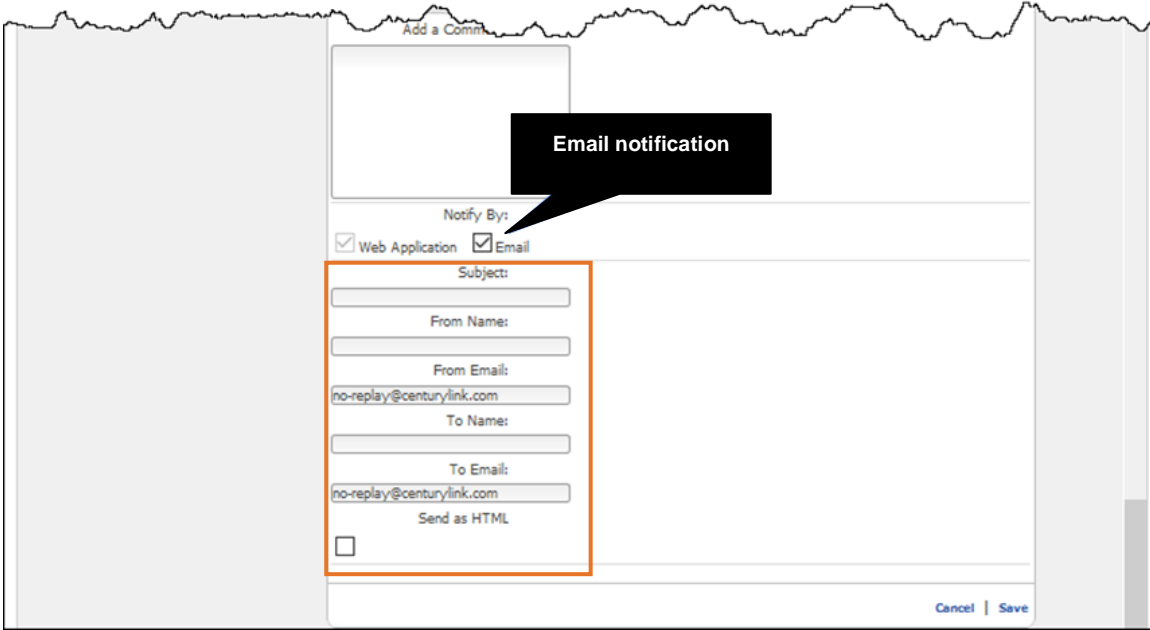 Add a Comm
Email notification
Notify By:
Web Application Email
Subject:
From Name:
From Email:
no-replay@centurylink.com
To Name:
To Email:
no-replay@centurylink.com
Send as HTML
Cancel | Save